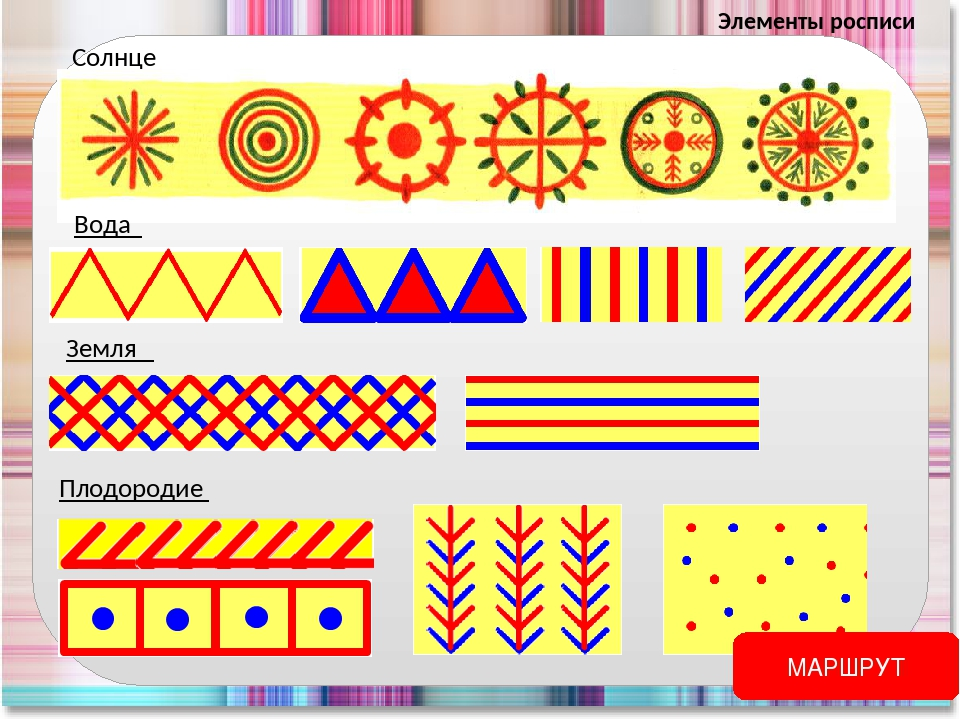 Элементы росписи
Солнце
Вода
Земля
Плодородие
МАРШРУТ